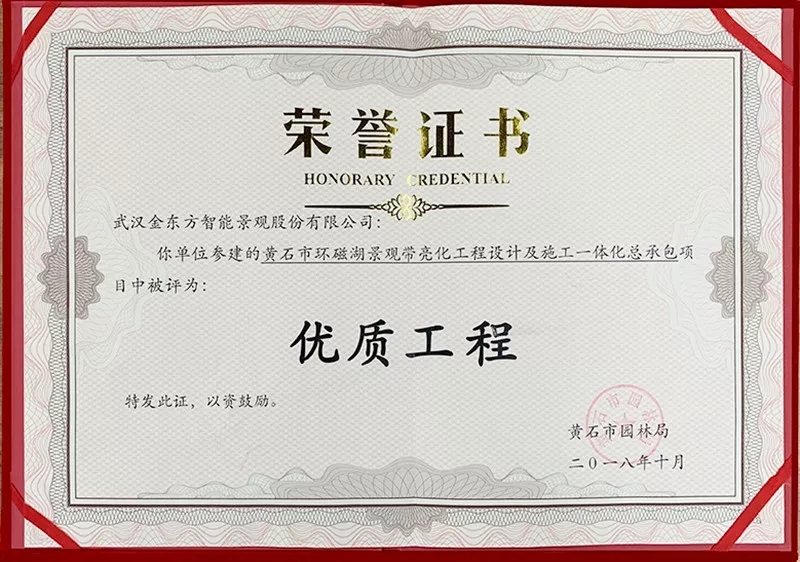 荣誉证书
HONORARY CREDENTIAL
武汉金东方智能景观股份有限公司：
你单位参建的黄石市环磁湖景观带亮化工程设计及施工一体化总承包项
目中被评为：
优质工程
特发此证，以资鼓励。
石市园林
黄石市园林局
二〇一八年十月